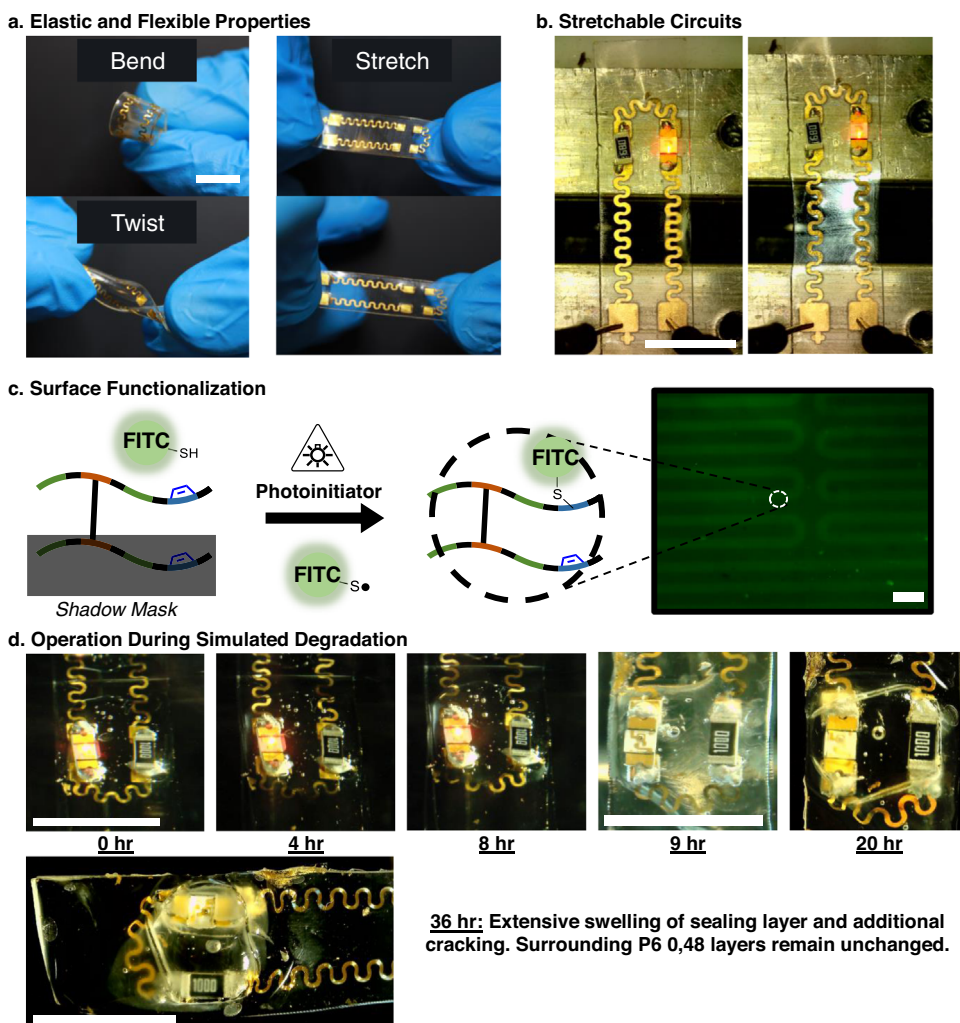 a. Elastic and Flexible Properties
Bend
Stretch
Twist
b. Stretchable Circuits
680
680
c. Surface Functionalization
FITC
SH
Shadow Mask
Photoinitiator
FITC
S●
FITC
S
d. Operation During Simulated Degradation
1000
1000
0 hr
4 hr
8 hr
9 hr
20 hr
1000
36 hr: Extensive swelling of sealing layer and additional
cracking. Surrounding P6 0,48 layers remain unchanged.